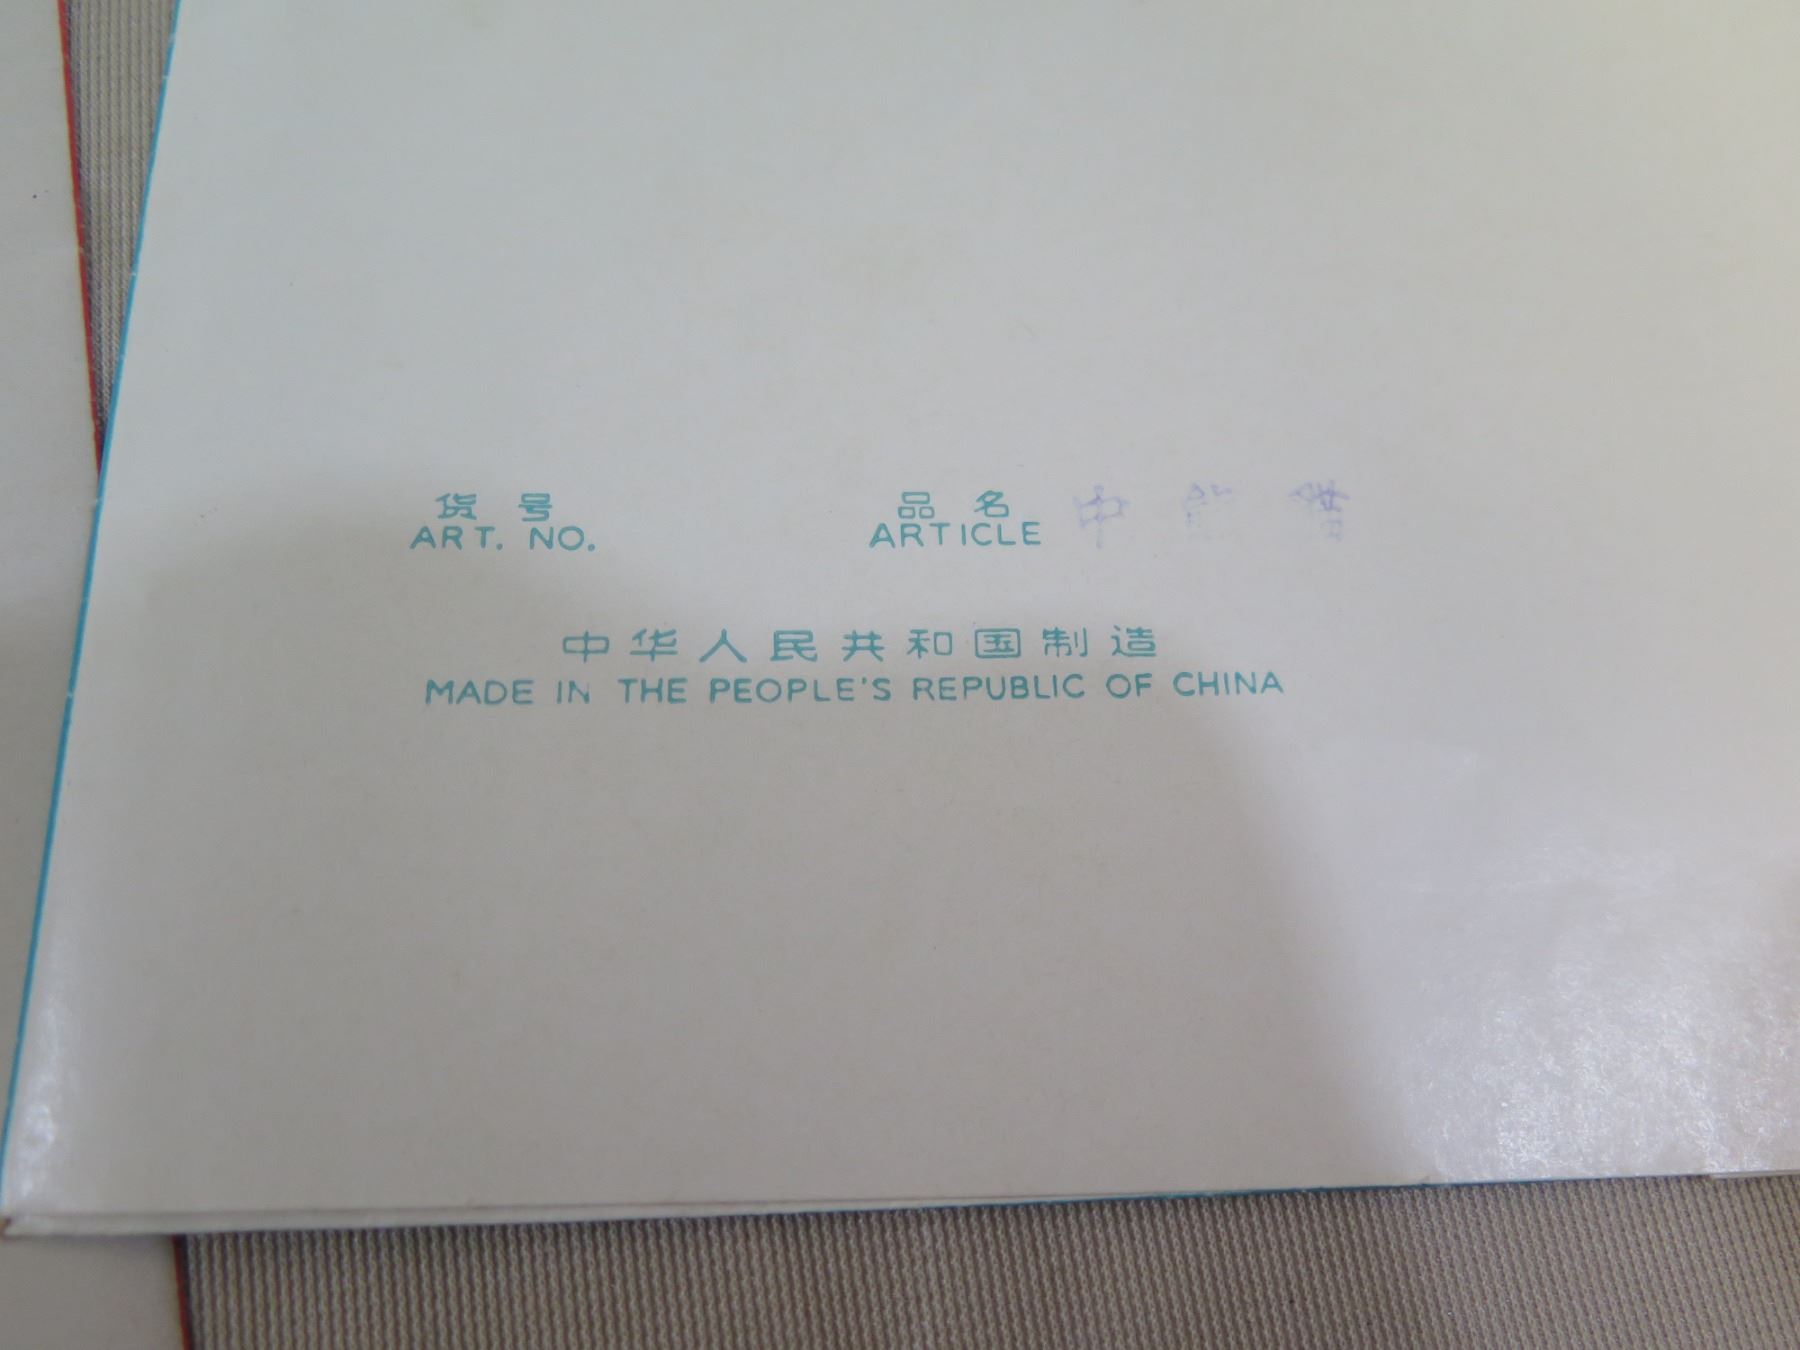 货号 品名 中
ART. NO. ARTICLE
中华人民共和国制造
MADE IN THE PEOPLE'S REPUBLIC OF CHINA